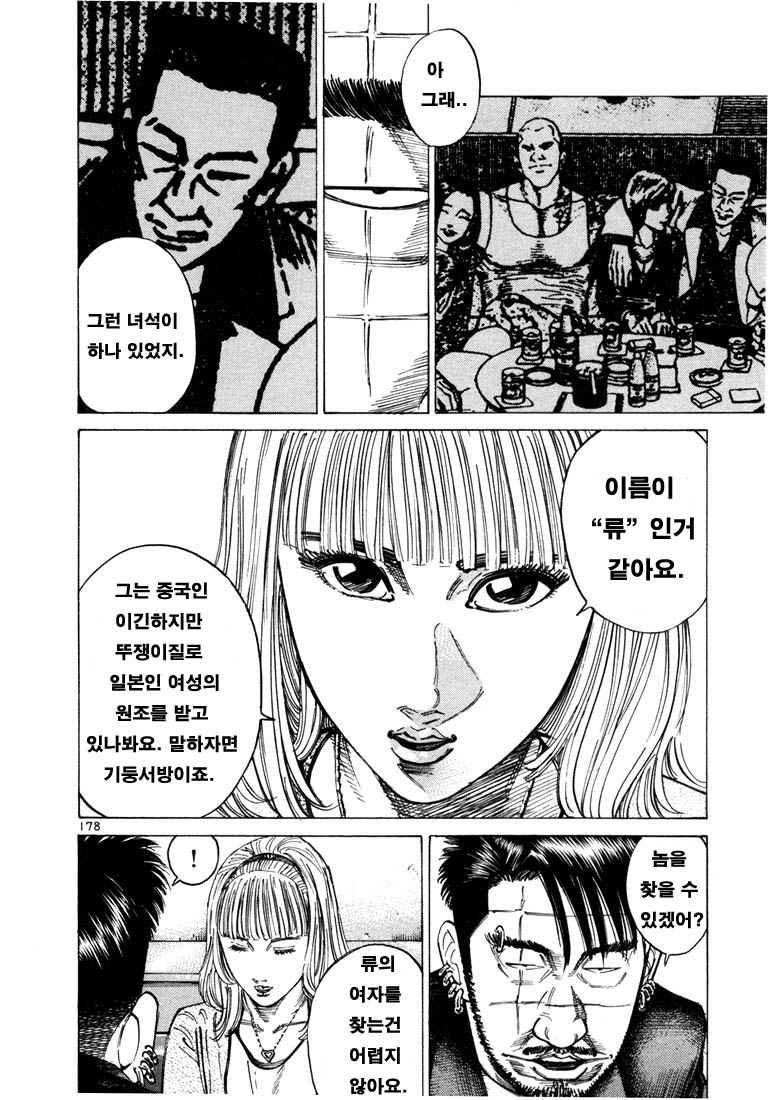 아
그래..
그런 녀석이
하나 있었지.
이름이
“류” 인거
같아요.
그는 중국인
이긴하지만
뚜쟁이질로
일본인 여성의
원조를 받고
있나봐요. 말하자면
기둥서방이죠.
178
!
류의
여자를
찾는건
어렵지
않아요.
놈을
찾을 수
있겠어?